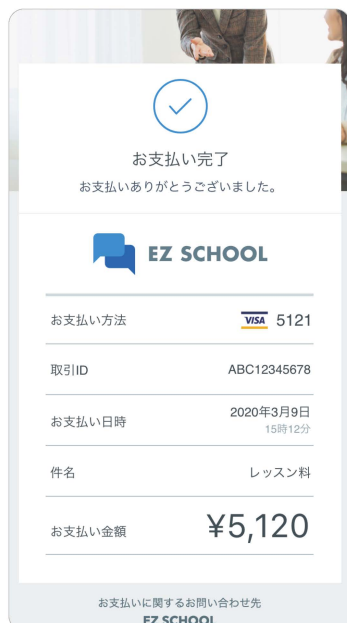 お支払い完了
お支払いありがとうございました。
EZ SCHOOL
お支払い方法 VISA 5121
取引ID ABC12345678
お支払い日時 2020年3月9日
15時12分
件名 レッスン料
お支払い金額 ¥5,120
お支払いに関するお問い合わせ先
EZ SCHOOL